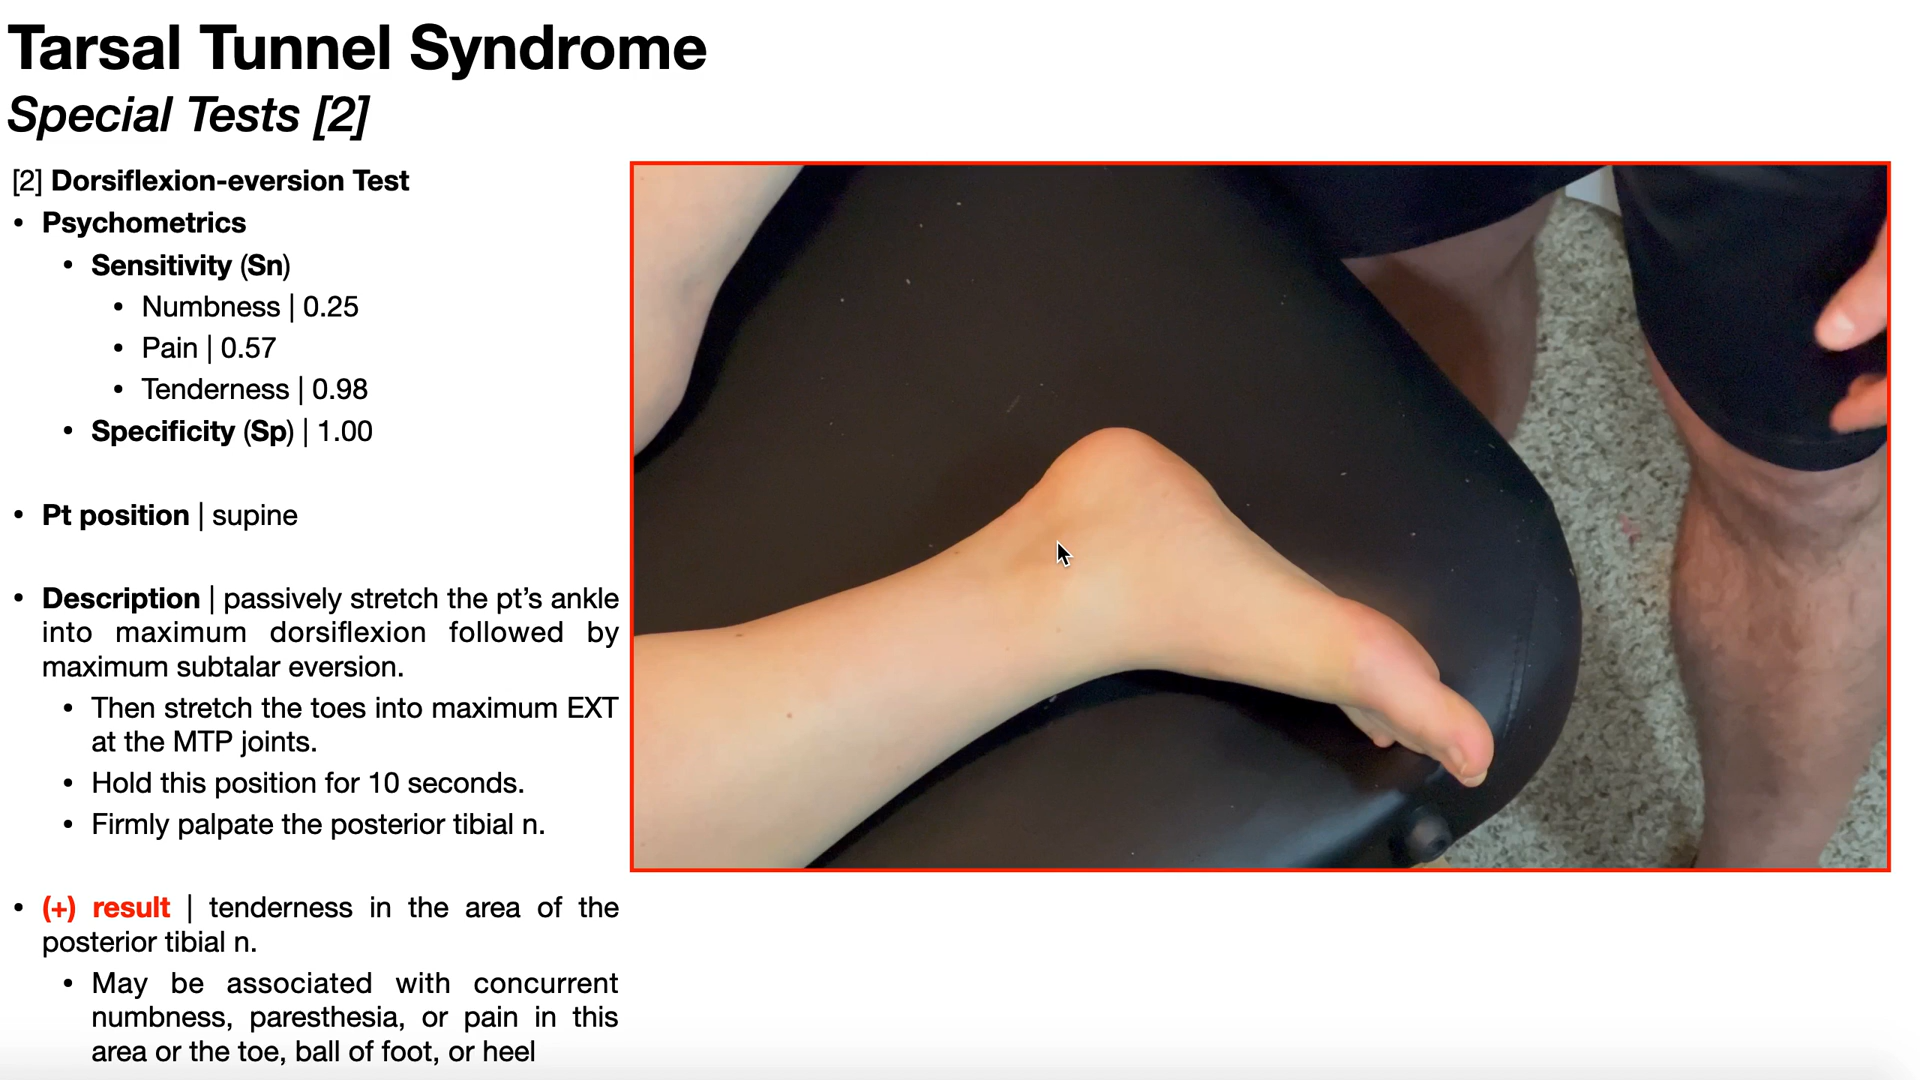 Tarsal Tunnel Syndrome
Special Tests [2]
[2] Dorsiflexion-eversion Test
• Psychometrics
• Sensitivity (Sn)
• Numbness | 0.25
• Pain | 0.57
• Tenderness | 0.98
• Specificity (Sp) | 1.00
• Pt position | supine
• Description | passively stretch the pt’s ankle
into maximum dorsiflexion followed by
maximum subtalar eversion.
• Then stretch the toes into maximum EXT
at the MTP joints.
• Hold this position for 10 seconds.
• Firmly palpate the posterior tibial n.
• (+) result | tenderness in the area of the
posterior tibial n.
• May be associated with concurrent
numbness, paresthesia, or pain in this
area or the toe, ball of foot, or heel